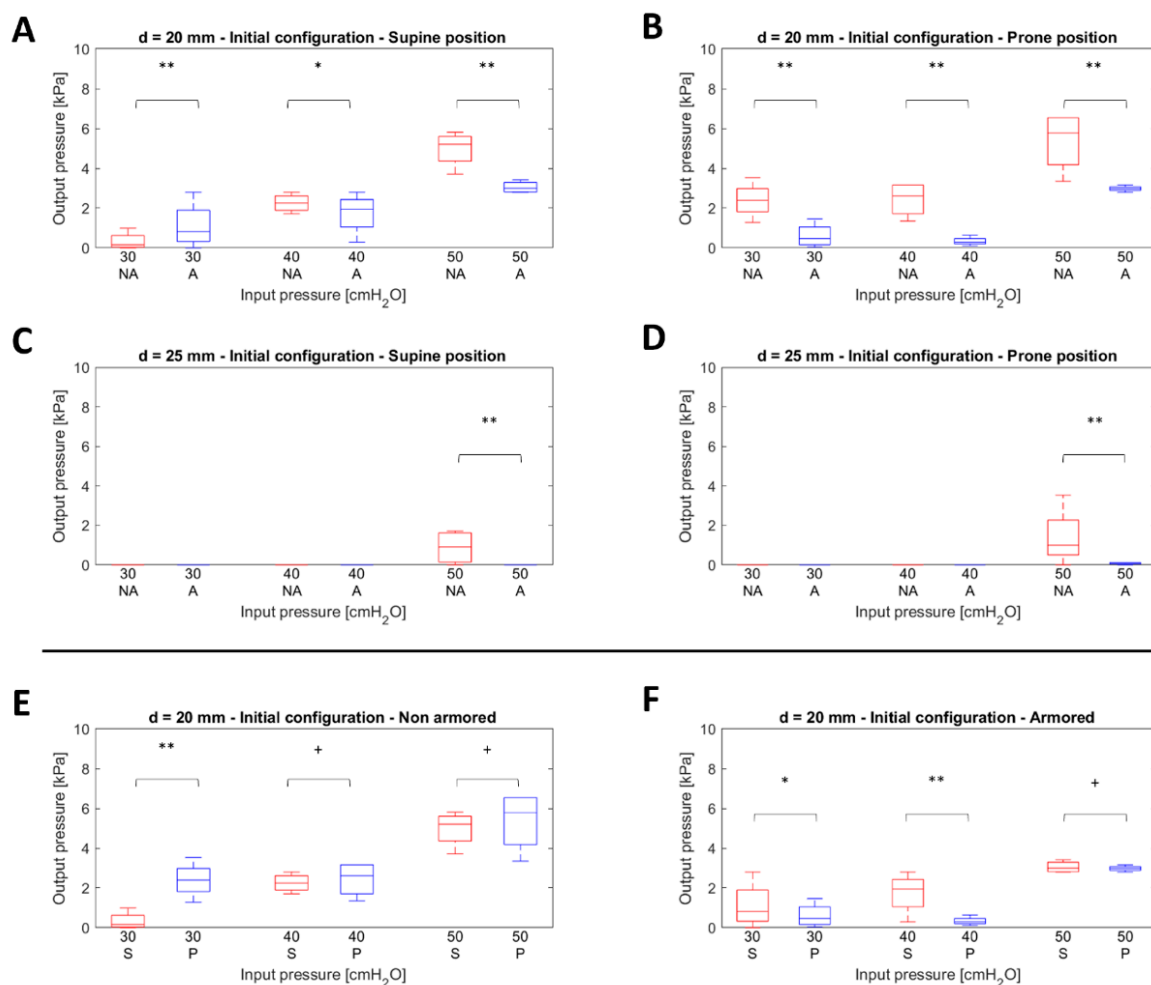 A
d = 20 mm - Initial configuration - Supine position
Output pressure [kPa]
10
8
6
4
2
0
** * **
30 30 40 40 50 50
NA A NA A NA A
Input pressure [cmH₂O]
B
d = 20 mm - Initial configuration - Prone position
Output pressure [kPa]
10
8
6
4
2
0
** ** **
30 30 40 40 50 50
NA A NA A NA A
Input pressure [cmH₂O]
C
d = 25 mm - Initial configuration - Supine position
Output pressure [kPa]
10
8
6
4
2
0
**
30 30 40 40 50 50
NA A NA A NA A
Input pressure [cmH₂O]
D
d = 25 mm - Initial configuration - Prone position
Output pressure [kPa]
10
8
6
4
2
0
**
30 30 40 40 50 50
NA A NA A NA A
Input pressure [cmH₂O]
E
d = 20 mm - Initial configuration - Non armored
Output pressure [kPa]
10
8
6
4
2
0
** + +
30 30 40 40 50 50
S P S P S P
Input pressure [cmH₂O]
F
d = 20 mm - Initial configuration - Armored
Output pressure [kPa]
10
8
6
4
2
0
* ** +
30 30 40 40 50 50
S P S P S P
Input pressure [cmH₂O]